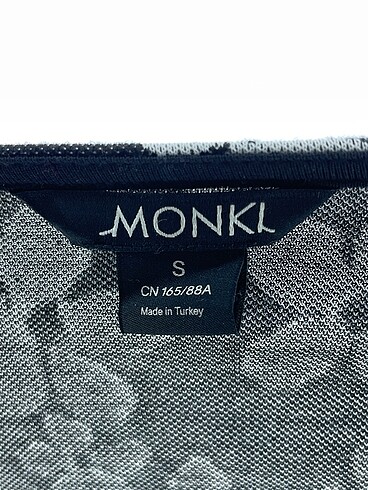 MONKI
S
CN 165/88A
Made in Turkey